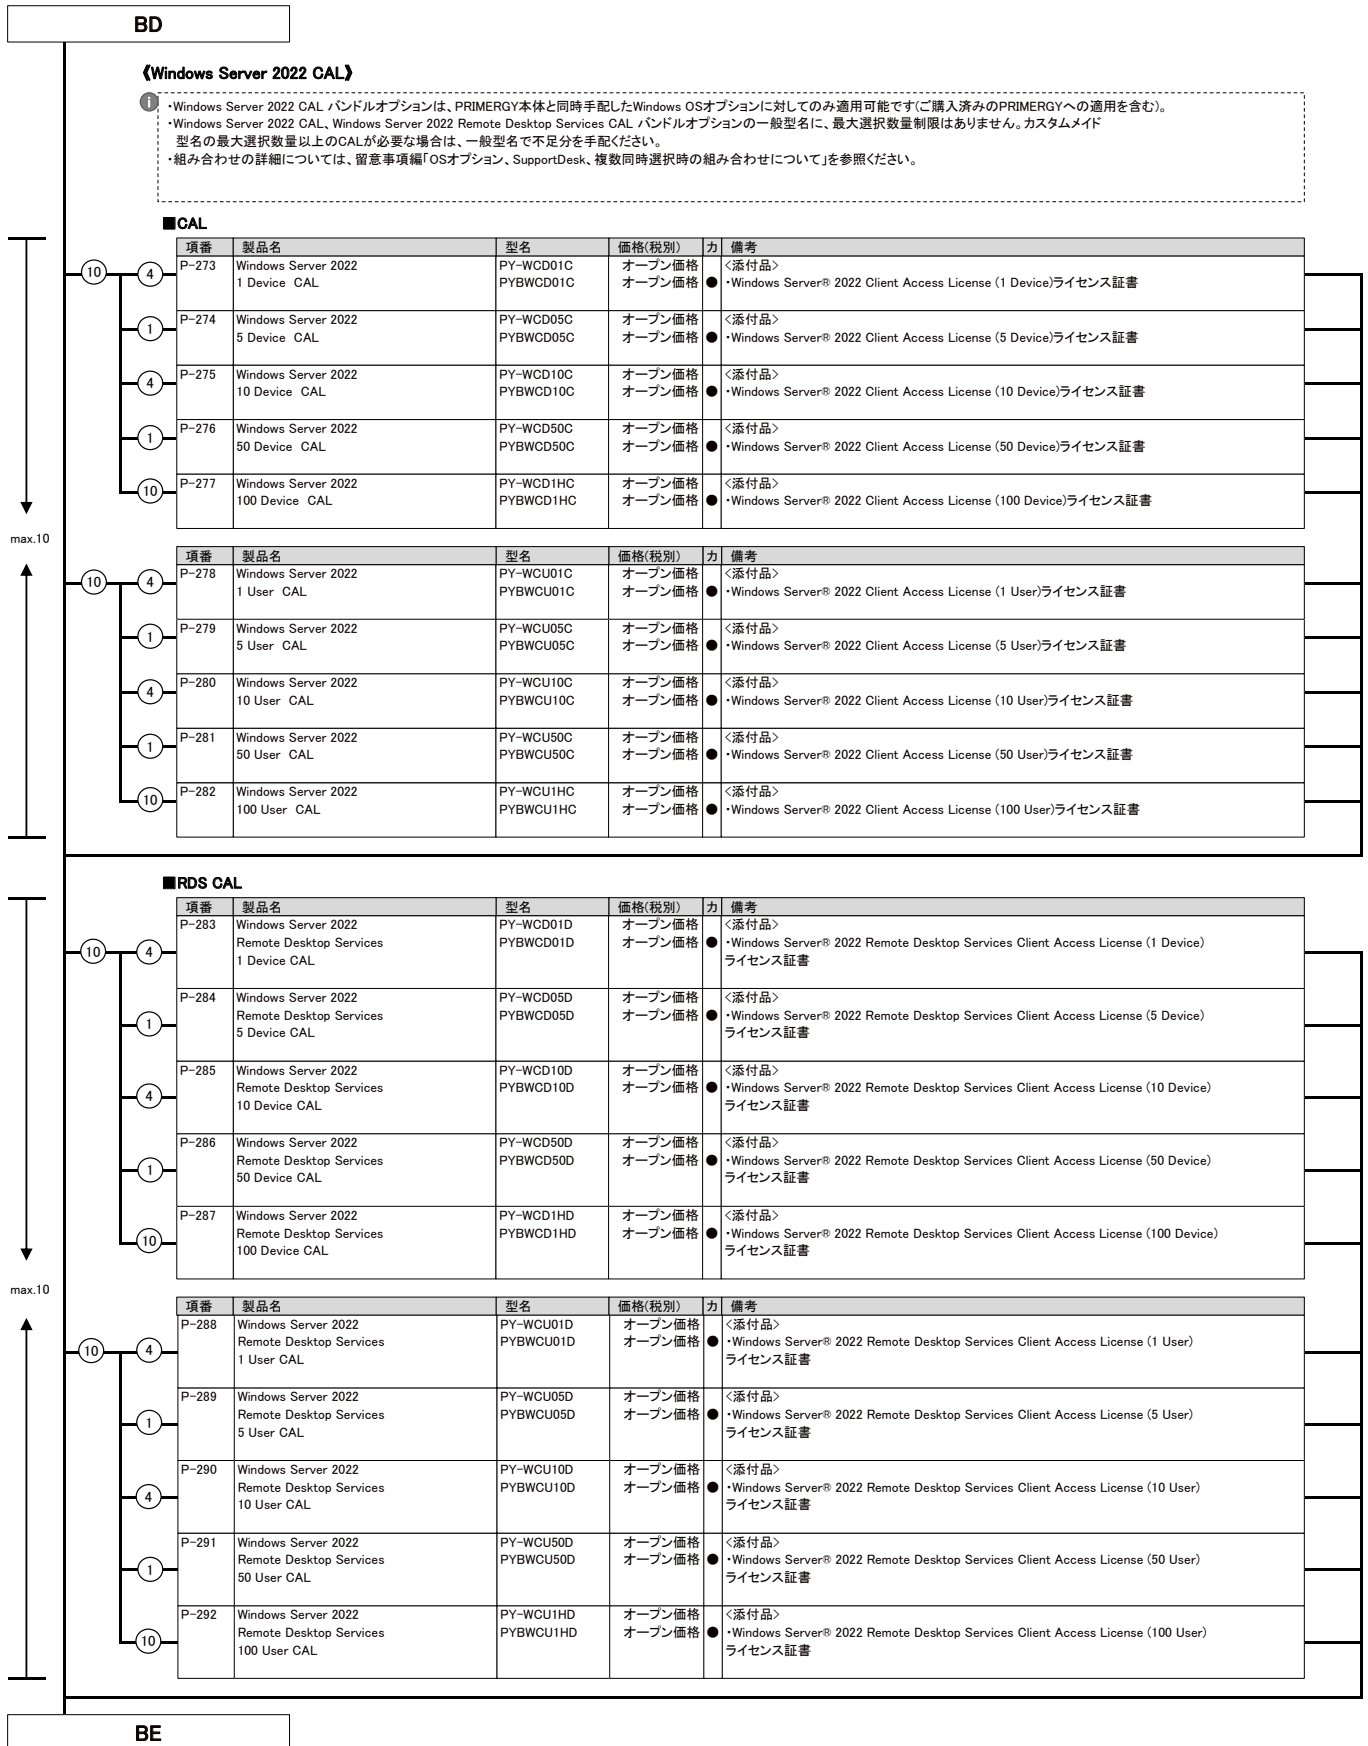 BD
《Windows Server 2022 CAL》
i
・Windows Server 2022 CAL バンドルオプションは、PRIMERGY本体と同時手配したWindows OSオプションに対してのみ適用可能です(ご購入済みのPRIMERGYへの適用を含む)。
・Windows Server 2022 CAL、Windows Server 2022 Remote Desktop Services CAL バンドルオプションの一般型名に、最大選択数量制限はありません。カスタムメイド
型名の最大選択数量以上のCALが必要な場合は、一般型名で不足分を手配ください。
・組み合わせの詳細については、留意事項編「OSオプション、SupportDesk、複数同時選択時の組み合わせについて」を参照ください。
■CAL
項番 製品名 型名 価格(税別) カ 備考
10 4 P-273 Windows Server 2022 PY-WCD01C オープン価格 <添付品>
1 Device CAL PYBWCD01C オープン価格 ● ・Windows Server® 2022 Client Access License (1 Device)ライセンス証書
1 P-274 Windows Server 2022 PY-WCD05C オープン価格 <添付品>
5 Device CAL PYBWCD05C オープン価格 ● ・Windows Server® 2022 Client Access License (5 Device)ライセンス証書
4 P-275 Windows Server 2022 PY-WCD10C オープン価格 <添付品>
10 Device CAL PYBWCD10C オープン価格 ● ・Windows Server® 2022 Client Access License (10 Device)ライセンス証書
1 P-276 Windows Server 2022 PY-WCD50C オープン価格 <添付品>
50 Device CAL PYBWCD50C オープン価格 ● ・Windows Server® 2022 Client Access License (50 Device)ライセンス証書
10 P-277 Windows Server 2022 PY-WCD1HC オープン価格 <添付品>
100 Device CAL PYBWCD1HC オープン価格 ● ・Windows Server® 2022 Client Access License (100 Device)ライセンス証書
max.10
項番 製品名 型名 価格(税別) カ 備考
10 4 P-278 Windows Server 2022 PY-WCU01C オープン価格 <添付品>
1 User CAL PYBWCU01C オープン価格 ● ・Windows Server® 2022 Client Access License (1 User)ライセンス証書
1 P-279 Windows Server 2022 PY-WCU05C オープン価格 <添付品>
5 User CAL PYBWCU05C オープン価格 ● ・Windows Server® 2022 Client Access License (5 User)ライセンス証書
4 P-280 Windows Server 2022 PY-WCU10C オープン価格 <添付品>
10 User CAL PYBWCU10C オープン価格 ● ・Windows Server® 2022 Client Access License (10 User)ライセンス証書
1 P-281 Windows Server 2022 PY-WCU50C オープン価格 <添付品>
50 User CAL PYBWCU50C オープン価格 ● ・Windows Server® 2022 Client Access License (50 User)ライセンス証書
10 P-282 Windows Server 2022 PY-WCU1HC オープン価格 <添付品>
100 User CAL PYBWCU1HC オープン価格 ● ・Windows Server® 2022 Client Access License (100 User)ライセンス証書
■RDS CAL
項番 製品名 型名 価格(税別) カ 備考
P-283 Windows Server 2022 PY-WCD01D オープン価格 <添付品>
10 4 Remote Desktop Services PYBWCD01D オープン価格 ● ・Windows Server® 2022 Remote Desktop Services Client Access License (1 Device)
1 Device CAL ライセンス証書
P-284 Windows Server 2022 PY-WCD05D オープン価格 <添付品>
1 Remote Desktop Services PYBWCD05D オープン価格 ● ・Windows Server® 2022 Remote Desktop Services Client Access License (5 Device)
5 Device CAL ライセンス証書
P-285 Windows Server 2022 PY-WCD10D オープン価格 <添付品>
4 Remote Desktop Services PYBWCD10D オープン価格 ● ・Windows Server® 2022 Remote Desktop Services Client Access License (10 Device)
10 Device CAL ライセンス証書
P-286 Windows Server 2022 PY-WCD50D オープン価格 <添付品>
1 Remote Desktop Services PYBWCD50D オープン価格 ● ・Windows Server® 2022 Remote Desktop Services Client Access License (50 Device)
50 Device CAL ライセンス証書
P-287 Windows Server 2022 PY-WCD1HD オープン価格 <添付品>
10 Remote Desktop Services PYBWCD1HD オープン価格 ● ・Windows Server® 2022 Remote Desktop Services Client Access License (100 Device)
100 Device CAL ライセンス証書
max.10
項番 製品名 型名 価格(税別) カ 備考
P-288 Windows Server 2022 PY-WCU01D オープン価格 <添付品>
10 4 Remote Desktop Services PYBWCU01D オープン価格 ● ・Windows Server® 2022 Remote Desktop Services Client Access License (1 User)
1 User CAL ライセンス証書
P-289 Windows Server 2022 PY-WCU05D オープン価格 <添付品>
1 Remote Desktop Services PYBWCU05D オープン価格 ● ・Windows Server® 2022 Remote Desktop Services Client Access License (5 User)
5 User CAL ライセンス証書
P-290 Windows Server 2022 PY-WCU10D オープン価格 <添付品>
4 Remote Desktop Services PYBWCU10D オープン価格 ● ・Windows Server® 2022 Remote Desktop Services Client Access License (10 User)
10 User CAL ライセンス証書
P-291 Windows Server 2022 PY-WCU50D オープン価格 <添付品>
1 Remote Desktop Services PYBWCU50D オープン価格 ● ・Windows Server® 2022 Remote Desktop Services Client Access License (50 User)
50 User CAL ライセンス証書
P-292 Windows Server 2022 PY-WCU1HD オープン価格 <添付品>
10 Remote Desktop Services PYBWCU1HD オープン価格 ● ・Windows Server® 2022 Remote Desktop Services Client Access License (100 User)
100 User CAL ライセンス証書
BE